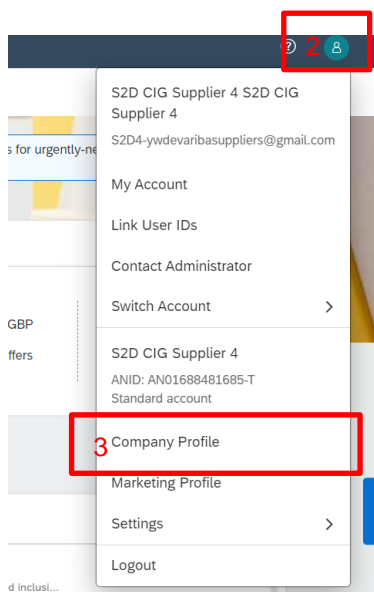 2
S2D CIG Supplier 4 S2D CIG
Supplier 4
S2D4-ywdevaribasuppliers@gmail.com
s for urgently-ne
My Account
Link User IDs
Contact Administrator
Switch Account
GBP
ffers
S2D CIG Supplier 4
ANID: AN01688481685-T
Standard account
3
Company Profile
Marketing Profile
Settings
Logout
d inclusi...